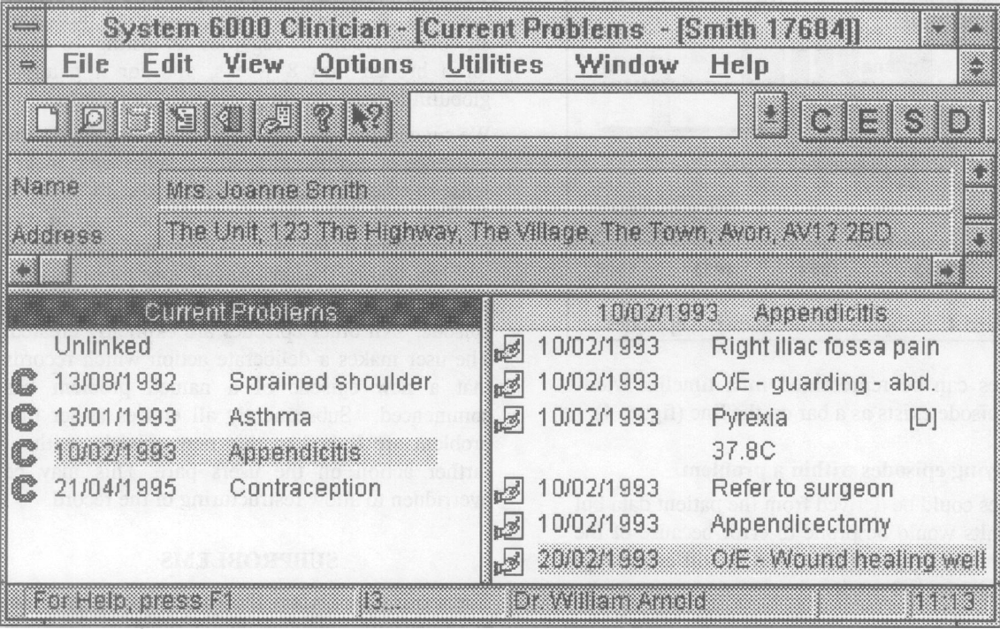 System 6000 Clinician - [Current Problems - [Smith 17684]]
File Edit View Options Utilities Window Help
C E S D
Name Mrs. Joanne Smith
Address The Unit, 123 The Highway, The Village, The Town, Avon, AV12 2BD
Current Problems
Unlinked
C 13/08/1992 Sprained shoulder
C 13/01/1993 Asthma
C 10/02/1993 Appendicitis
C 21/04/1995 Contraception
10/02/1993 Appendicitis
10/02/1993 Right iliac fossa pain
10/02/1993 O/E - guarding - abd.
10/02/1993 Pyrexia [D]
37.8C
10/02/1993 Refer to surgeon
10/02/1993 Appendicectomy
20/02/1993 O/E - Wound healing well
For Help, press F1 I3... Dr. William Arnold 11:13